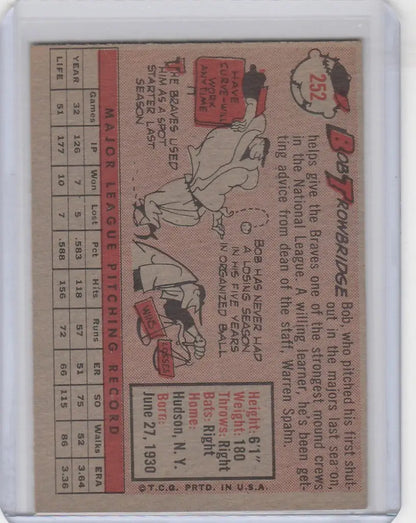 252
BOB TROWBRIDGE
Bob, who pitched his first shut-
out in the majors last season,
helps give the Braves one of the strongest mound crews
in the National League. A willing learner, he's been get-
ting advice from dean of the staff, Warren Spahn.
HAVE
CURVE-WILL
WORK
ANYTIME
THE BRAVES USED
HIM AS A SPOT
STARTER LAST
SEASON
BOB HAS NEVER HAD
A LOSING SEASON
IN HIS FIVE YEARS
IN ORGANIZED BALL
WINS
LOSSES
Height: 6'1"
Weight: 180
Throws: Right
Bats: Right
Home:
Hudson, N. Y.
Born:
June 27, 1930
MAJOR LEAGUE PITCHING RECORD
Games IP Won Lost Pct Hits Runs ER SO Walks ERA
YEAR 32 126 7 5 .583 118 57 51 75 52 3.64
LIFE 51 177 10 7 .588 156 72 66 115 86 3.36
© T.C.G. PRTD. IN U.S.A.